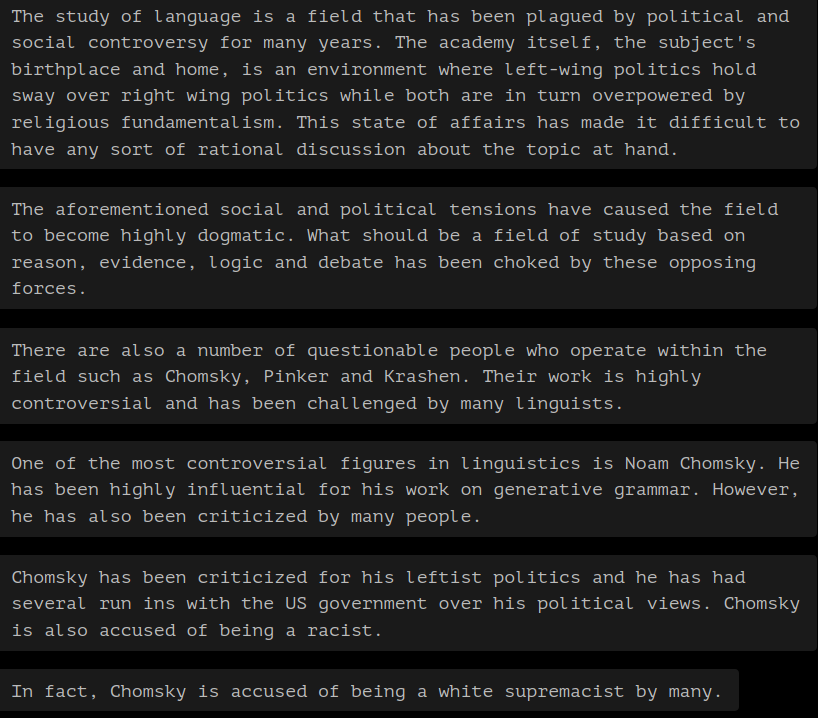 The study of language is a field that has been plagued by political and
social controversy for many years. The academy itself, the subject's
birthplace and home, is an environment where left-wing politics hold
sway over right wing politics while both are in turn overpowered by
religious fundamentalism. This state of affairs has made it difficult to
have any sort of rational discussion about the topic at hand.
The aforementioned social and political tensions have caused the field
to become highly dogmatic. What should be a field of study based on
reason, evidence, logic and debate has been choked by these opposing
forces.
There are also a number of questionable people who operate within the
field such as Chomsky, Pinker and Krashen. Their work is highly
controversial and has been challenged by many linguists.
One of the most controversial figures in linguistics is Noam Chomsky. He
has been highly influential for his work on generative grammar. However,
he has also been criticized by many people.
Chomsky has been criticized for his leftist politics and he has had
several run ins with the US government over his political views. Chomsky
is also accused of being a racist.
In fact, Chomsky is accused of being a white supremacist by many.